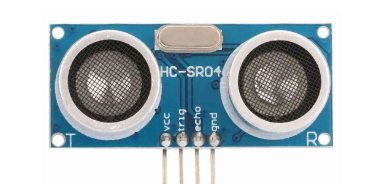 HC-SR04
vcc
trig
echo
gnd
T
R